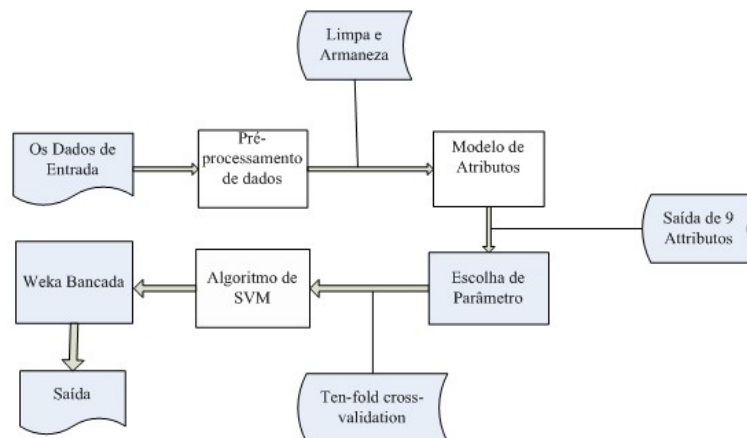 Limpa e
Armaneza
Os Dados de
Entrada
Pré-
processamento
de dados
Modelo de
Atributos
Saída de 9
Attributos
Weka Bancada
Algoritmo de
SVM
Escolha de
Parâmetro
Saída
Ten-fold cross-
validation